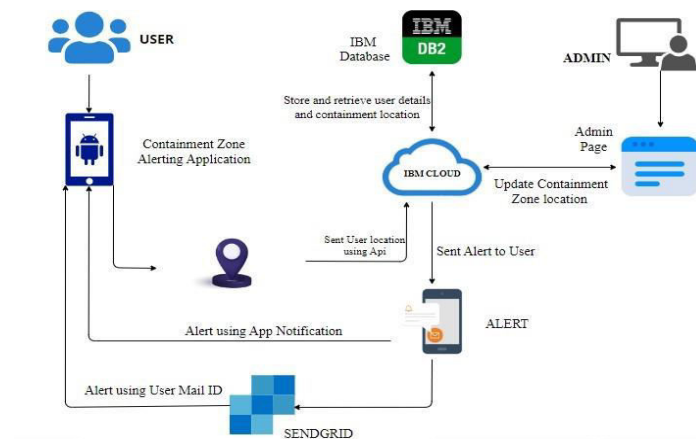 USER
IBM
Database
IBM
DB2
ADMIN
Store and retrieve user details
and containment location
Containment Zone
Alerting Application
Admin
Page
IBM CLOUD
Update Containment
Zone location
Sent User location
using Api
Sent Alert to User
ALERT
Alert using App Notification
Alert using User Mail ID
SENDGRID